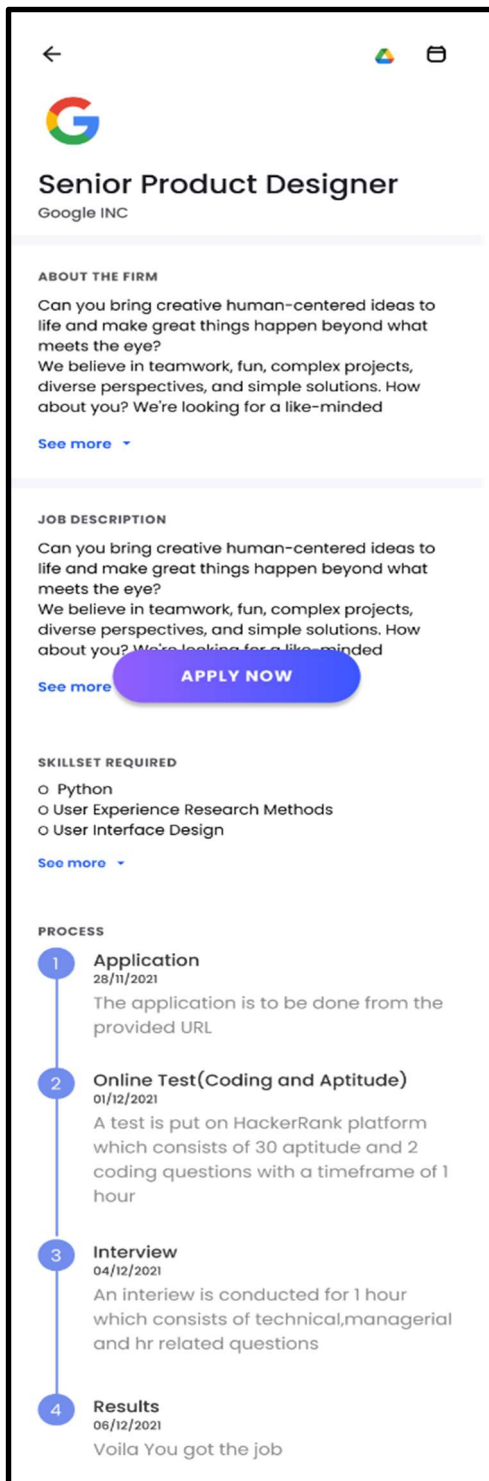 Senior Product Designer
Google INC
ABOUT THE FIRM
Can you bring creative human-centered ideas to
life and make great things happen beyond what
meets the eye?
We believe in teamwork, fun, complex projects,
diverse perspectives, and simple solutions. How
about you? We're looking for a like-minded
See more
JOB DESCRIPTION
Can you bring creative human-centered ideas to
life and make great things happen beyond what
meets the eye?
We believe in teamwork, fun, complex projects,
diverse perspectives, and simple solutions. How
about you? We're looking for a like-minded
See more
APPLY NOW
SKILLSET REQUIRED
Python
User Experience Research Methods
User Interface Design
See more
PROCESS
1 Application
28/11/2021
The application is to be done from the
provided URL
2 Online Test(Coding and Aptitude)
01/12/2021
A test is put on HackerRank platform
which consists of 30 aptitude and 2
coding questions with a timeframe of 1
hour
3 Interview
04/12/2021
An interiew is conducted for 1 hour
which consists of technical,managerial
and hr related questions
4 Results
06/12/2021
Voila You got the job